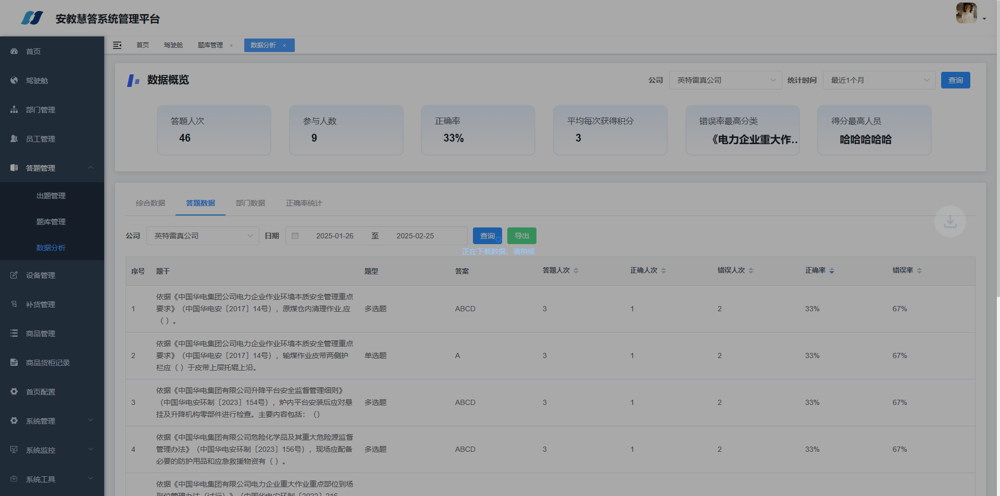 安教慧答系统管理平台
首页
驾驶舱
题库管理 ×
数据分析 ×
首页
驾驶舱
部门管理
员工管理
答题管理
出题管理
题库管理
数据分析
设备管理
补货管理
商品管理
商品货柜记录
首页配置
系统管理
系统监控
系统工具
数据概览
公司 英特雷真公司 统计时间 最近1个月 查询
答题人次
46
参与人数
9
正确率
33%
平均每次获得积分
3
错误率最高分类
《电力企业重大作..
得分最高人员
哈哈哈哈哈
综合数据 答题数据 部门数据 正确率统计
公司 英特雷真公司 日期 2025-01-26 至 2025-02-25 查询 导出
正在下载数据，请稍候
序号 题干 题型 答案 答题人次 正确人次 错误人次 正确率 错误率
依据《中国华电集团公司电力企业作业环境本质安全管理重点
1 要求》（中国华电安〔2017〕14号），原煤仓内清理作业,应 多选题 ABCD 3 1 2 33% 67%
（ ）。
依据《中国华电集团公司电力企业作业环境本质安全管理重点
2 要求》（中国华电安〔2017〕14号），输煤作业皮带两侧护 单选题 A 3 1 2 33% 67%
栏应（ ）于皮带上层托辊上沿。
依据《中国华电集团有限公司升降平台安全监督管理细则》
3 （中国华电安环制〔2023〕154号），炉内平台安装后应对悬 多选题 ABCD 3 1 2 33% 67%
挂及升降机构零部件进行检查。主要内容包括：（）
依据《中国华电集团有限公司危险化学品及其重大危险源监督
4 管理办法》（中国华电安环制〔2023〕156号），现场应配备 多选题 ABCD 3 1 2 33% 67%
必要的防护用品和应急救援物资有（ ）。
依据《中国华电集团有限公司电力企业重大作业重点部位到场
到位管理办法（试行）》（中国华电安环制〔2023〕216